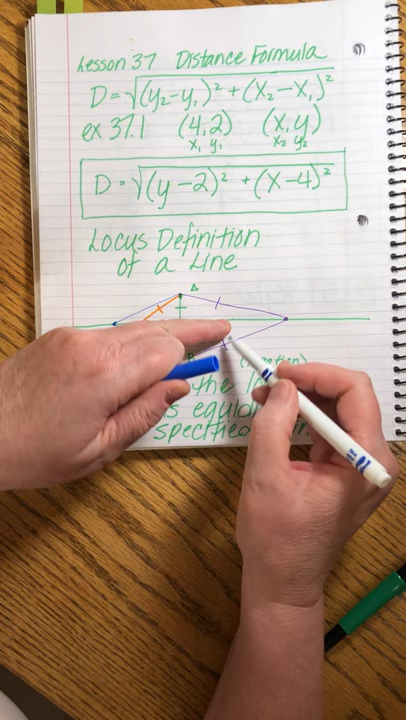 Lesson 37 Distance Formula
D = √(y₂-y₁)² + (x₂-x₁)²
ex 37.1 (4,2) (x,y)
x₁ y₁ x₂ y₂
D = √(y-2)² + (x-4)²
Locus Definition
of a Line
A
the
equid
specified